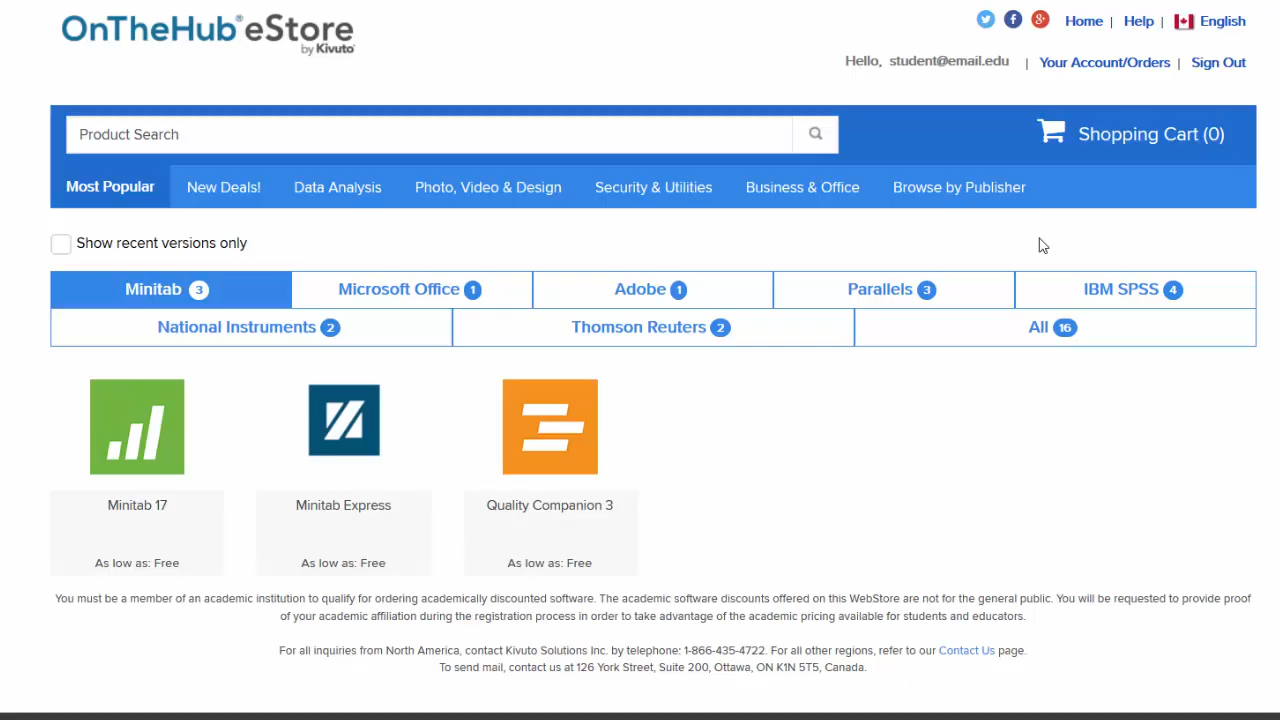 OnTheHub® eStore
by Kivuto
Home | Help | English
Hello, student@email.edu | Your Account/Orders | Sign Out
Product Search
Shopping Cart (0)
Most Popular New Deals! Data Analysis Photo, Video & Design Security & Utilities Business & Office Browse by Publisher
Show recent versions only
Minitab 3 Microsoft Office 1 Adobe 1 Parallels 3 IBM SPSS 4
National Instruments 2 Thomson Reuters 2 All 16
Minitab 17 Minitab Express Quality Companion 3
As low as: Free As low as: Free As low as: Free
You must be a member of an academic institution to qualify for ordering academically discounted software. The academic software discounts offered on this WebStore are not for the general public. You will be requested to provide proof
of your academic affiliation during the registration process in order to take advantage of the academic pricing available for students and educators.
For all inquiries from North America, contact Kivuto Solutions Inc. by telephone: 1-866-435-4722. For all other regions, refer to our Contact Us page.
To send mail, contact us at 126 York Street, Suite 200, Ottawa, ON K1N 5T5, Canada.